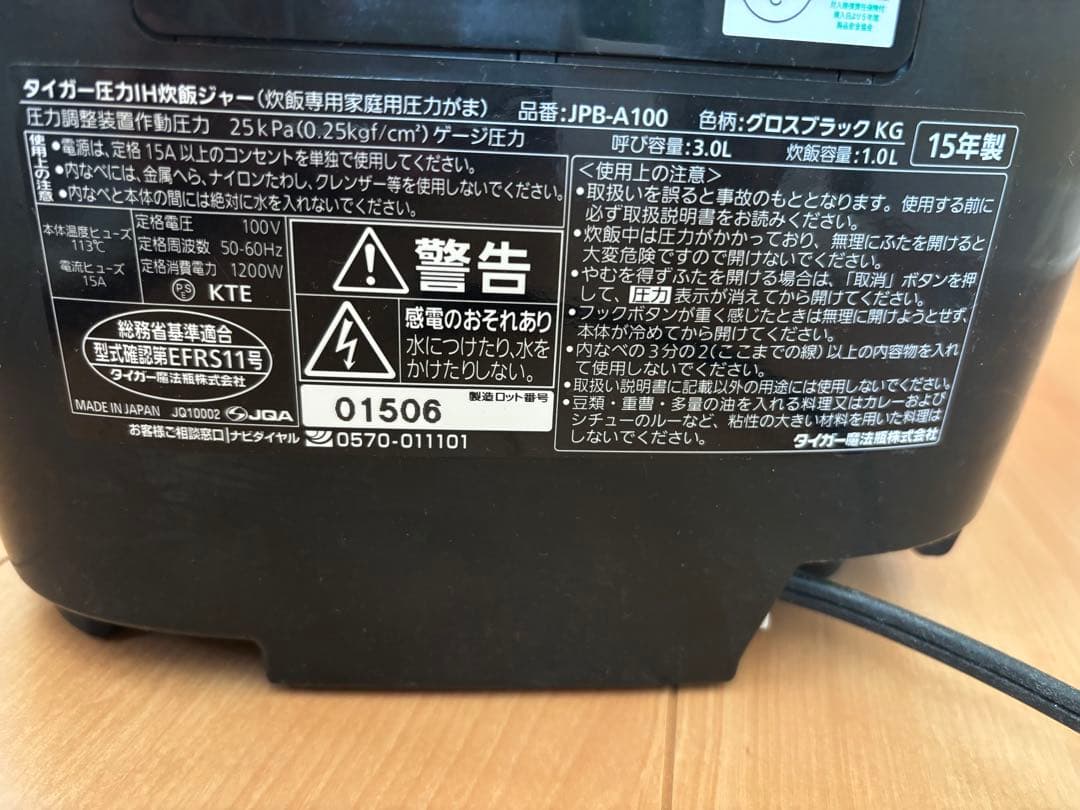 対人賠償責任保険付
購入日より5年間
製品安全協会
タイガー圧力IH炊飯ジャー(炊飯専用家庭用圧力がま) 品番:JPB-A100 色柄:グロスブラック KG
圧力調整装置作動圧力 25kPa(0.25kgf/cm²)ゲージ圧力 呼び容量:3.0L 炊飯容量:1.0L 15年製
使用上の注意
•電源は、定格15A以上のコンセントを単独で使用してください。
•内なべには、金属へら、ナイロンたわし、クレンザー等を使用しないでください。
•内なべと本体の間には絶対に水を入れないでください。
本体温度ヒューズ
113℃
電流ヒューズ
15A
定格電圧 100V
定格周波数 50-60Hz
定格消費電力 1200W
PSE KTE
総務省基準適合
型式確認第EFRS11号
タイガー魔法瓶株式会社
MADE IN JAPAN JQ10002 JQA
警告
感電のおそれあり
水につけたり、水を
かけたりしない。
製造ロット番号
01506
お客様ご相談窓口 ナビダイヤル 0570-011101
<使用上の注意>
•取扱いを誤ると事故のもととなります。使用する前に
必ず取扱説明書をお読みください。
•炊飯中は圧力がかかっており、無理にふたを開けると
大変危険ですので開けないでください。
•やむを得ずふたを開ける場合は、「取消」ボタンを押
して、圧力表示が消えてから開けてください。
•フックボタンが重く感じたときは無理に開けようとせず、
本体が冷めてから開けてください。
•内なべの3分の2(ここまでの線)以上の内容物を入れ
て使用しないでください。
•取扱い説明書に記載以外の用途には使用しないでください。
•豆類・重曹・多量の油を入れる料理又はカレーおよび
シチューのルーなど、粘性の大きい材料を用いた料理は
しないでください。
タイガー魔法瓶株式会社